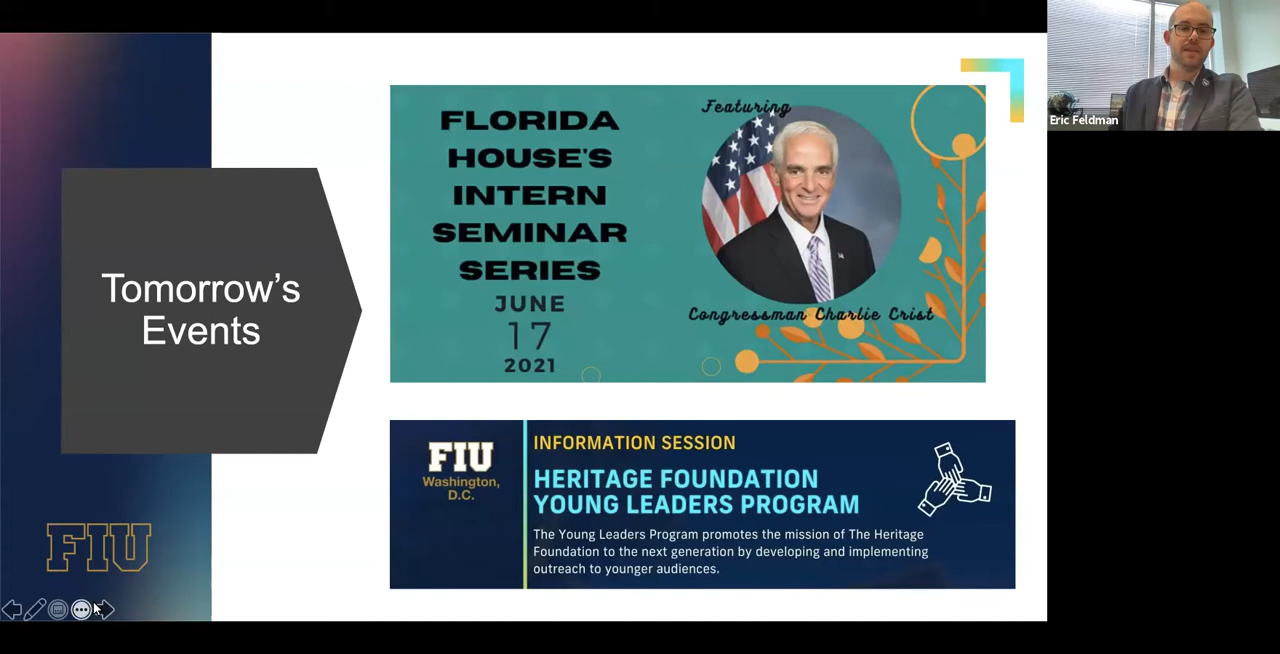 Tomorrow's
Events
FIU
Featuring
FLORIDA
HOUSE'S
INTERN
SEMINAR
SERIES
JUNE
17
2021
Congressman Charlie Crist
FIU
Washington,
D.C.
INFORMATION SESSION
HERITAGE FOUNDATION
YOUNG LEADERS PROGRAM
The Young Leaders Program promotes the mission of The Heritage
Foundation to the next generation by developing and implementing
outreach to younger audiences.
Eric Feldman